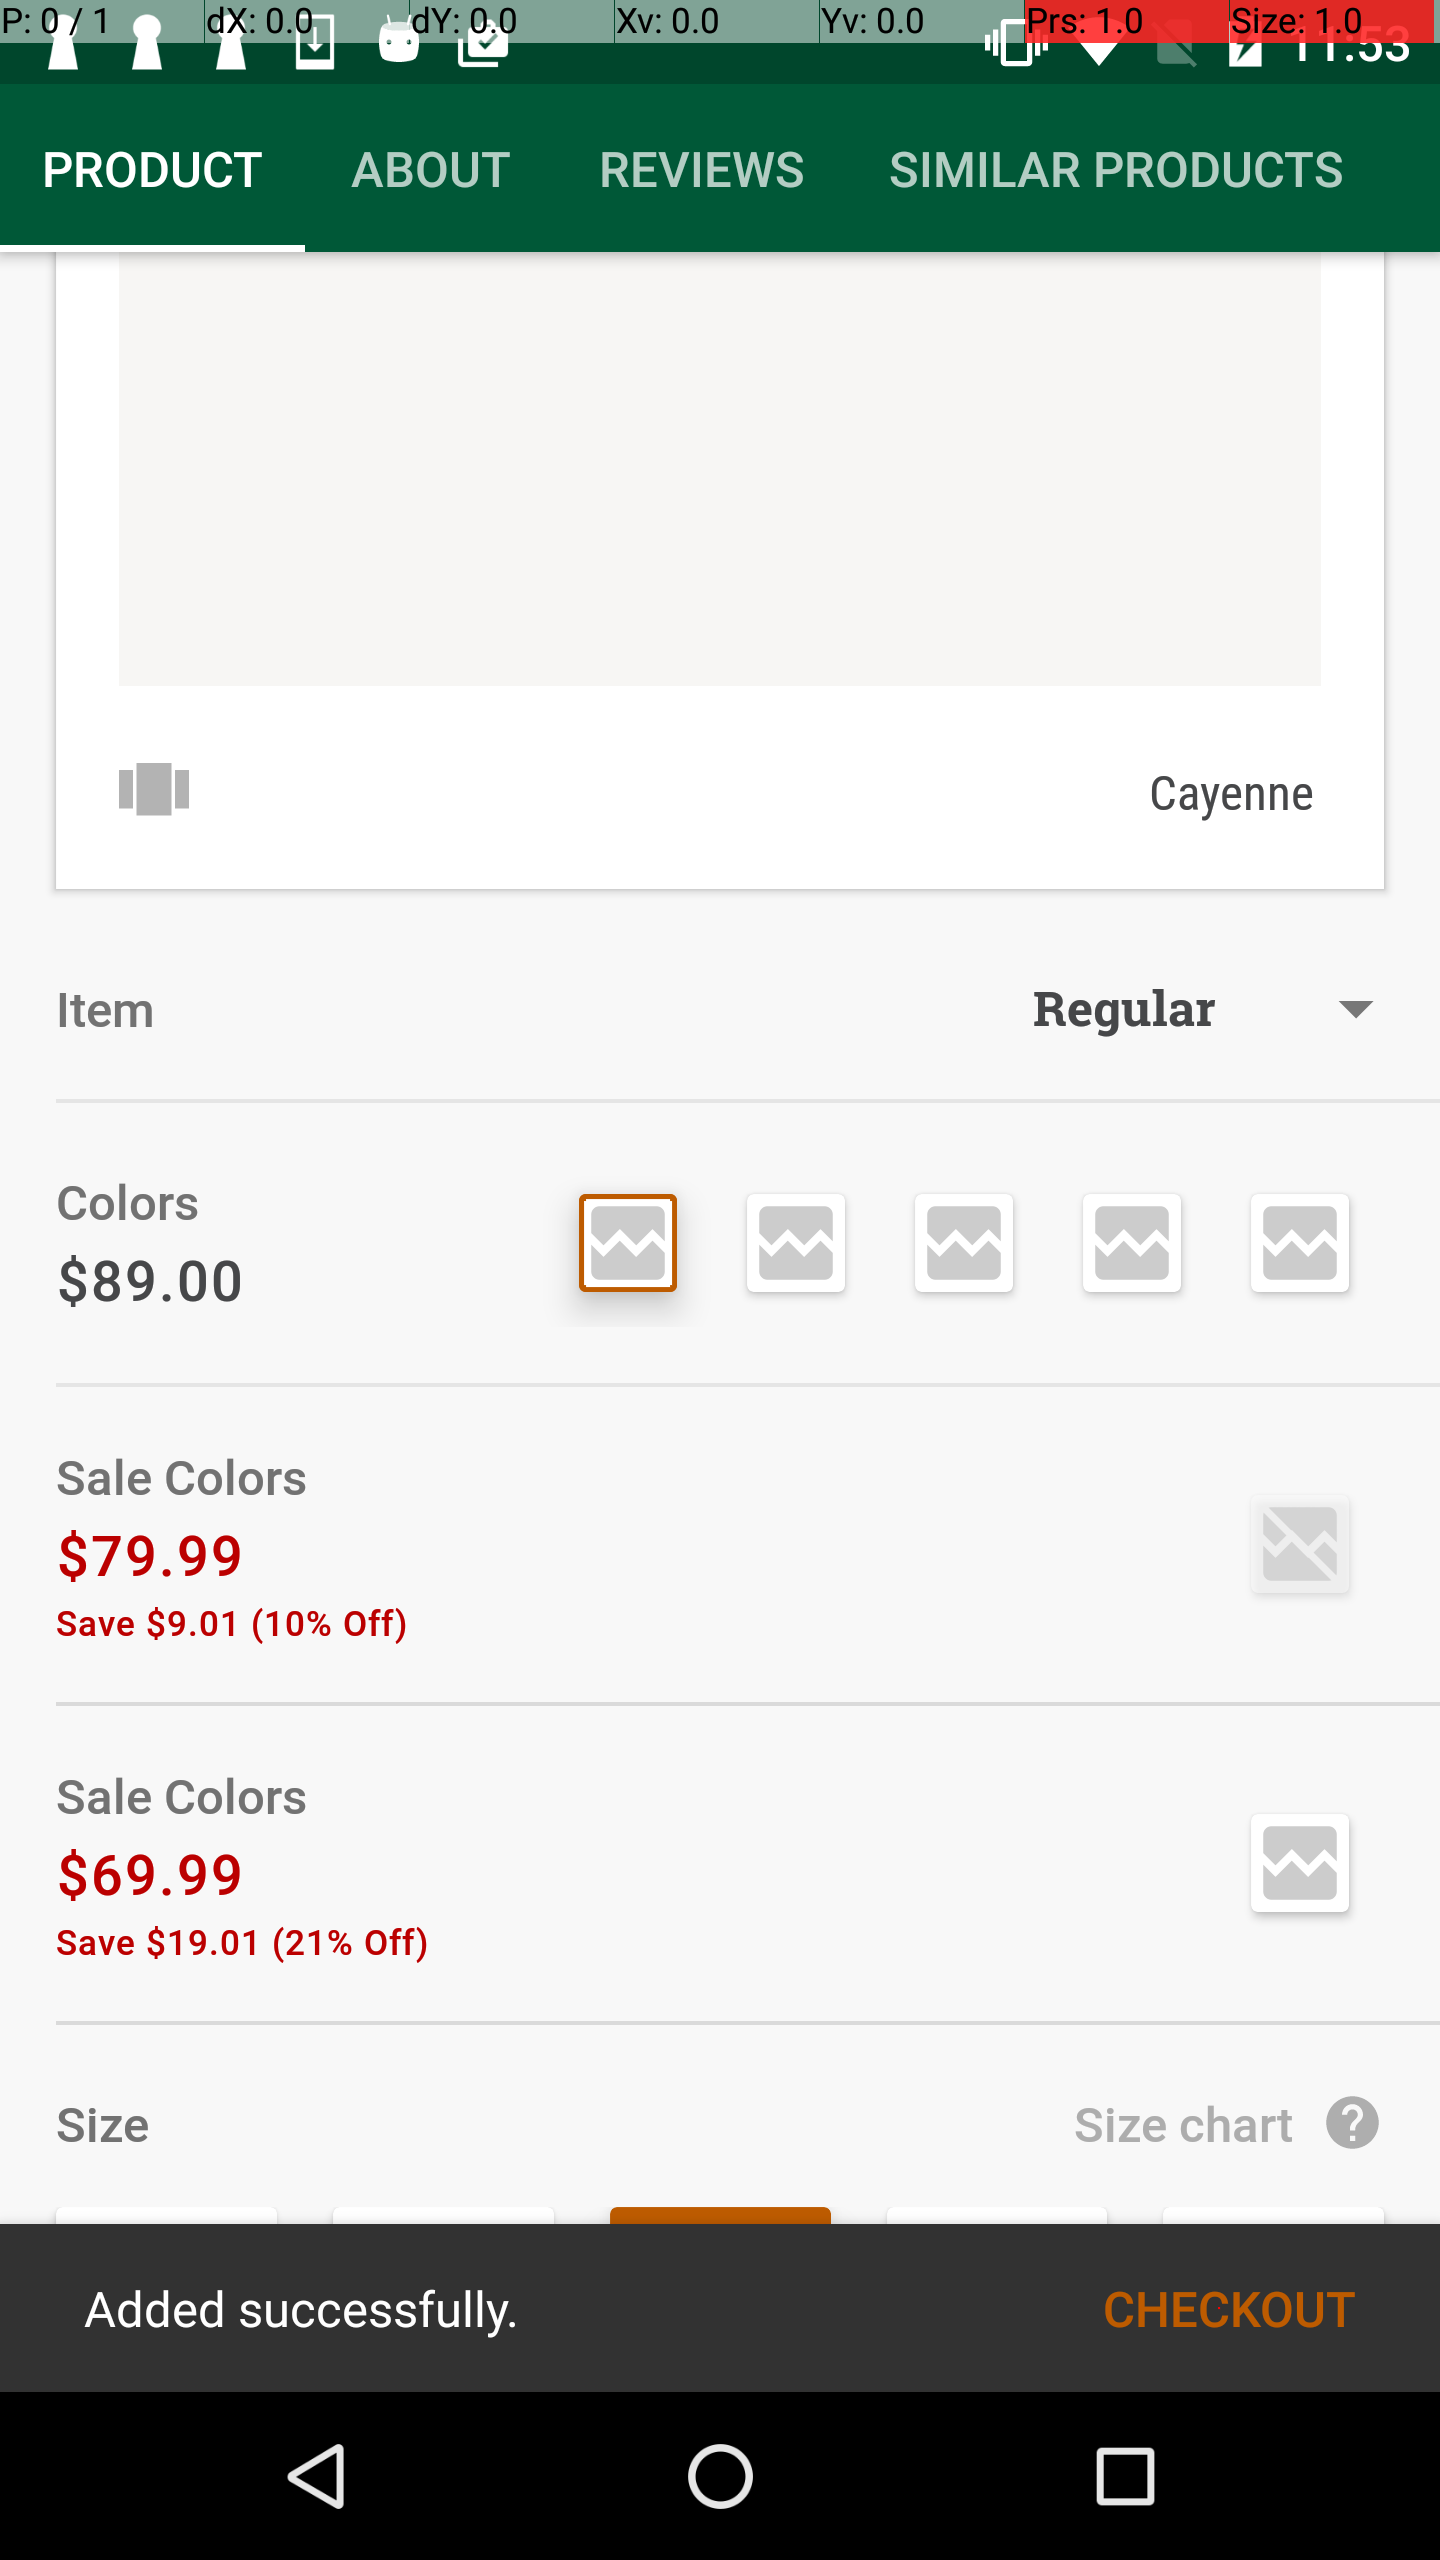 P: 0 / 1 dX: 0.0 dY: 0.0 Xv: 0.0 Yv: 0.0 Prs: 1.0 Size: 1.0
11:53
PRODUCT ABOUT REVIEWS SIMILAR PRODUCTS
Cayenne
Item Regular
Colors
$89.00
Sale Colors
$79.99
Save $9.01 (10% Off)
Sale Colors
$69.99
Save $19.01 (21% Off)
Size Size chart ?
Added successfully. CHECKOUT